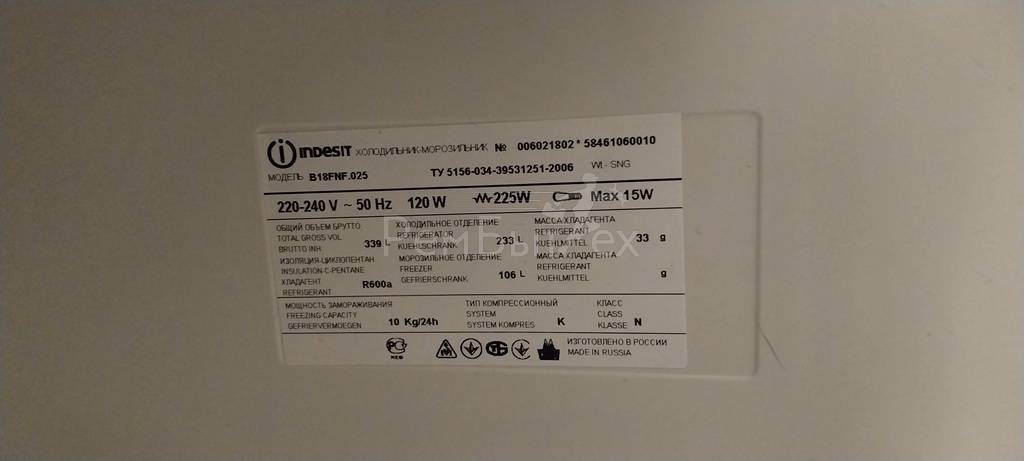 indesit ХОЛОДИЛЬНИК-МОРОЗИЛЬНИК № 006021802 * 58461060010
МОДЕЛЬ B18FNF.025 ТУ 5156-034-39531251-2006 Wt.- SNG
220-240 V ~ 50 Hz 120 W 225W Max 15W
ОБЩИЙ ОБЪЕМ БРУТТО
TOTAL GROSS VOL
BRUTTO INH 339 L
ИЗОЛЯЦИЯ-ЦИКЛОПЕНТАН
INSULATION-C-PENTANE
ХЛАДАГЕНТ
REFRIGERANT R600a
ХОЛОДИЛЬНОЕ ОТДЕЛЕНИЕ
REFRIGERATOR
KUEHLSCHRANK 233 L
МОРОЗИЛЬНОЕ ОТДЕЛЕНИЕ
FREEZER
GEFRIERSCHRANK 106 L
МАССА ХЛАДАГЕНТА
REFRIGERANT
KUEHLMITTEL 33 g
МАССА ХЛАДАГЕНТА
REFRIGERANT
KUEHLMITTEL g
МОЩНОСТЬ ЗАМОРАЖИВАНИЯ
FREEZING CAPACITY
GEFRIERVERMOEGEN 10 Kg/24h
ТИП КОМПРЕССИОННЫЙ
SYSTEM
SYSTEM KOMPRES K
КЛАСС
CLASS
KLASSE N
ИЗГОТОВЛЕНО В РОССИИ
MADE IN RUSSIA